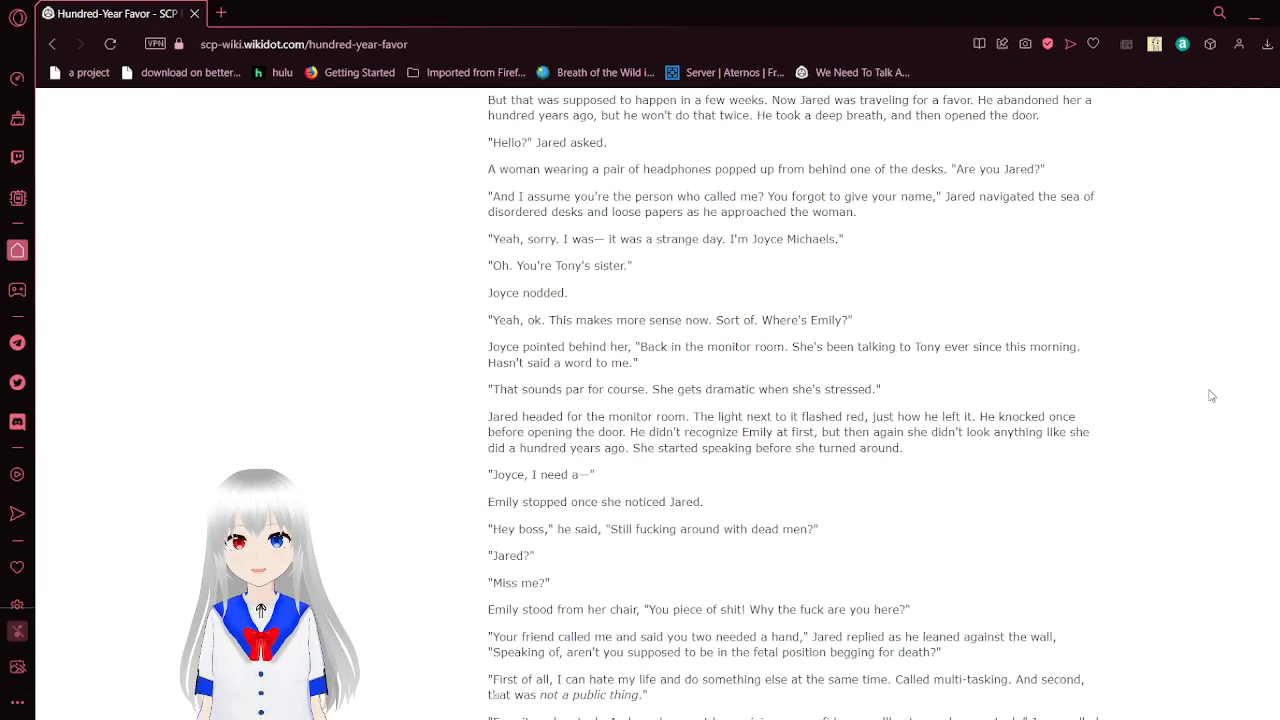 Hundred-Year Favor - SCP
VPN
scp-wiki.wikidot.com/hundred-year-favor
a project
download on better...
hulu
Getting Started
Imported from Firef...
Breath of the Wild i...
Server | Aternos | Fr...
We Need To Talk A...
But that was supposed to happen in a few weeks. Now Jared was traveling for a favor. He abandoned her a
hundred years ago, but he won't do that twice. He took a deep breath, and then opened the door.
"Hello?" Jared asked.
A woman wearing a pair of headphones popped up from behind one of the desks. "Are you Jared?"
"And I assume you're the person who called me? You forgot to give your name," Jared navigated the sea of
disordered desks and loose papers as he approached the woman.
"Yeah, sorry. I was— it was a strange day. I'm Joyce Michaels."
"Oh. You're Tony's sister."
Joyce nodded.
"Yeah, ok. This makes more sense now. Sort of. Where's Emily?"
Joyce pointed behind her, "Back in the monitor room. She's been talking to Tony ever since this morning.
Hasn't said a word to me."
"That sounds par for course. She gets dramatic when she's stressed."
Jared headed for the monitor room. The light next to it flashed red, just how he left it. He knocked once
before opening the door. He didn't recognize Emily at first, but then again she didn't look anything like she
did a hundred years ago. She started speaking before she turned around.
"Joyce, I need a—"
Emily stopped once she noticed Jared.
"Hey boss," he said, "Still fucking around with dead men?"
"Jared?"
"Miss me?"
Emily stood from her chair, "You piece of shit! Why the fuck are you here?"
"Your friend called me and said you two needed a hand," Jared replied as he leaned against the wall,
"Speaking of, aren't you supposed to be in the fetal position begging for death?"
"First of all, I can hate my life and do something else at the same time. Called multi-tasking. And second,
that was not a public thing."